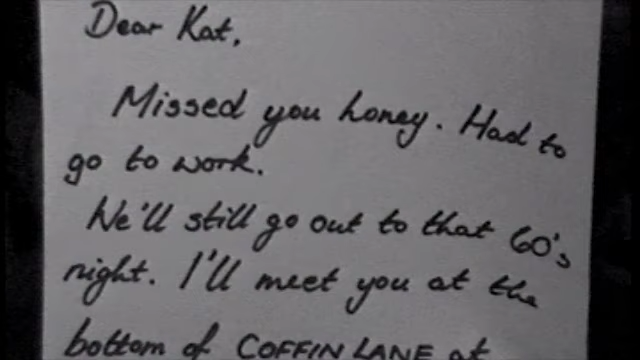 Dear Kat,
Missed you honey. Had to
go to work.
We'll still go out to that 60's
night. I'll meet you at the
bottom of COFFIN LANE at